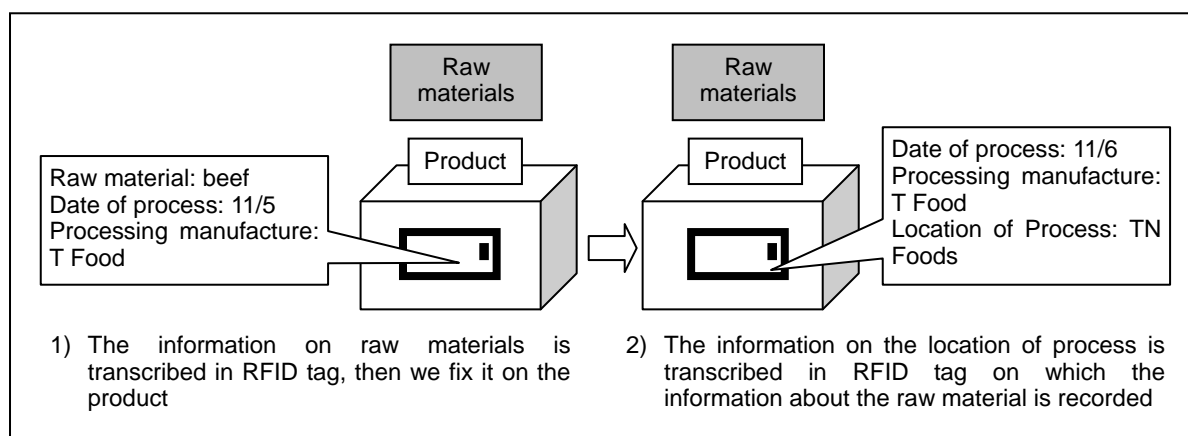 Raw
materials
Raw
materials
Product
Product
Raw material: beef
Date of process: 11/5
Processing manufacture:
T Food
Date of process: 11/6
Processing manufacture:
T Food
Location of Process: TN
Foods
1) The information on raw materials is
transcribed in RFID tag, then we fix it on the
product
2) The information on the location of process is
transcribed in RFID tag on which the
information about the raw material is recorded